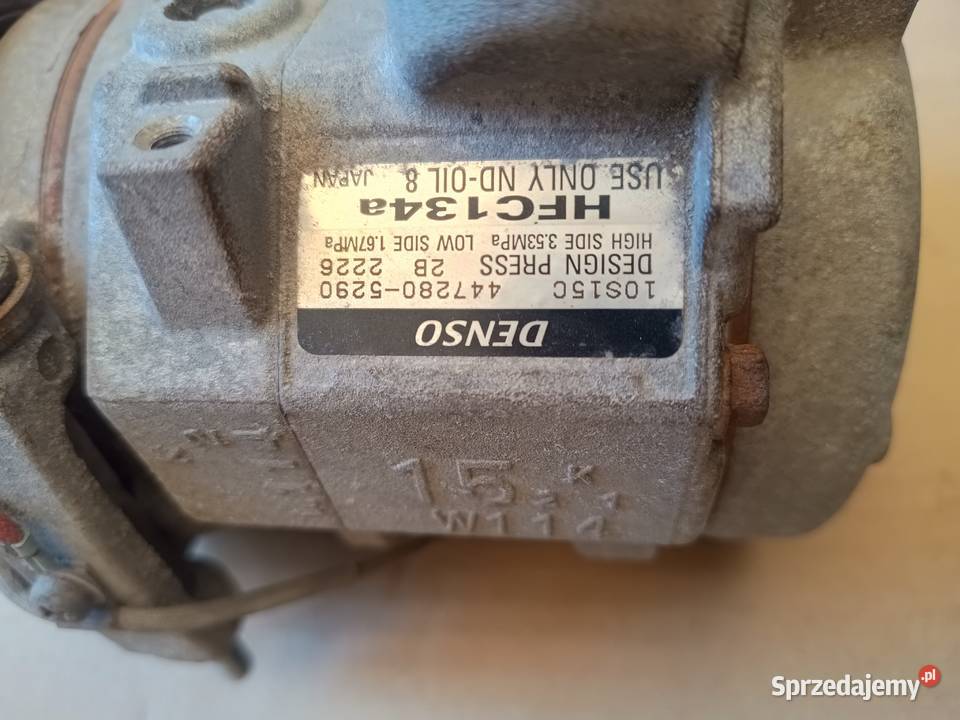 DENSO
10S15C 447280-5290
DESIGN PRESS 2B 2226
HIGH SIDE 3.53MPa LOW SIDE 1.67MPa
HFC134a
USE ONLY ND-OIL 8 JAPAN
15 K
W114
Sprzedajemy.pl